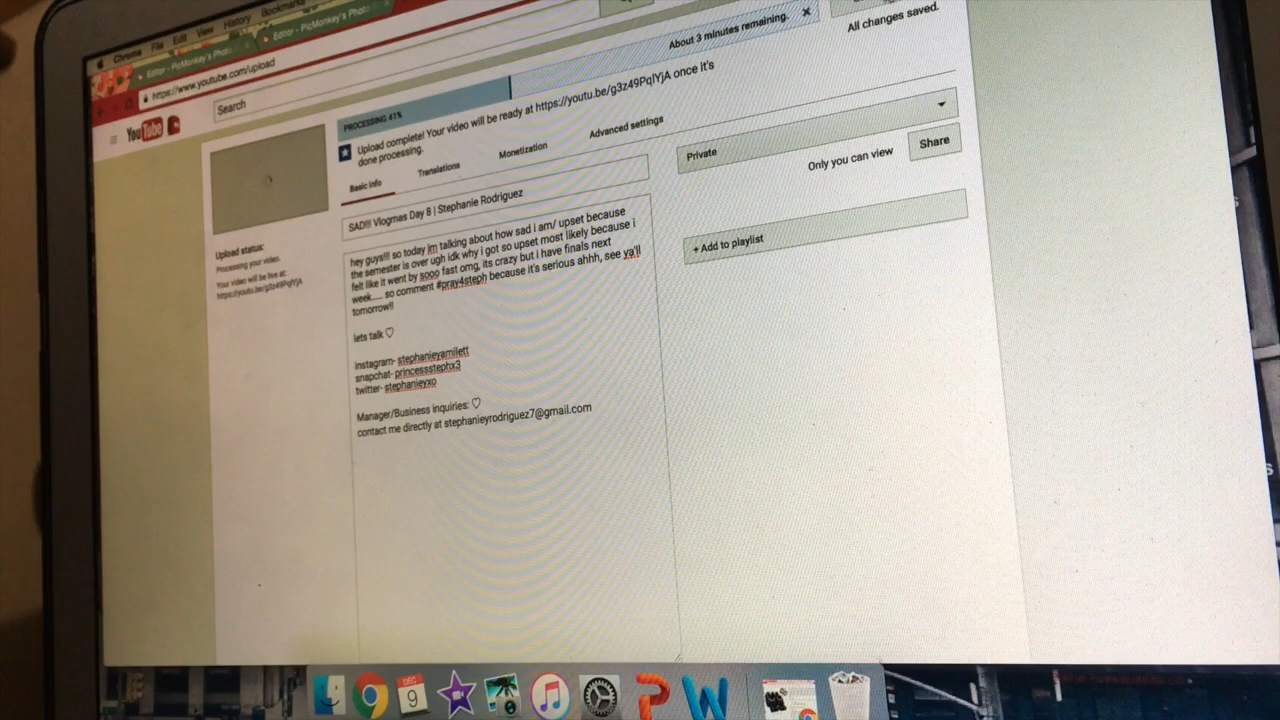 Chrome File Edit View History Bookmarks
Editor - PicMonkey's Photo
Editor - PicMonkey's Photo
https://www.youtube.com/upload
YouTube
Search
PROCESSING 41%
About 3 minutes remaining.
All changes saved.
Upload complete! Your video will be ready at https://youtu.be/g3z49PqlYjA once it's
done processing.
Basic info
Translations
Monetization
Advanced settings
SAD!!! Vlogmas Day 8 | Stephanie Rodriguez
Private
Only you can view
Share
+ Add to playlist
Upload status:
Processing your video.
Your video will be live at:
https://youtu.be/g3z49PqlYjA
hey guys!!! so today im talking about how sad i am/ upset because
the semester is over ugh idk why i got so upset most likely because i
felt like it went by sooo fast omg, its crazy but i have finals next
week..... so comment #pray4steph because it's serious ahhh, see ya'll
tomorrow!!
lets talk ♡
instagram- stephanieyamilett
snapchat- princessstephx3
twitter- stephanieyxo
Manager/Business inquiries: ♡
contact me directly at stephanieyrodriguez7@gmail.com
DEC
9